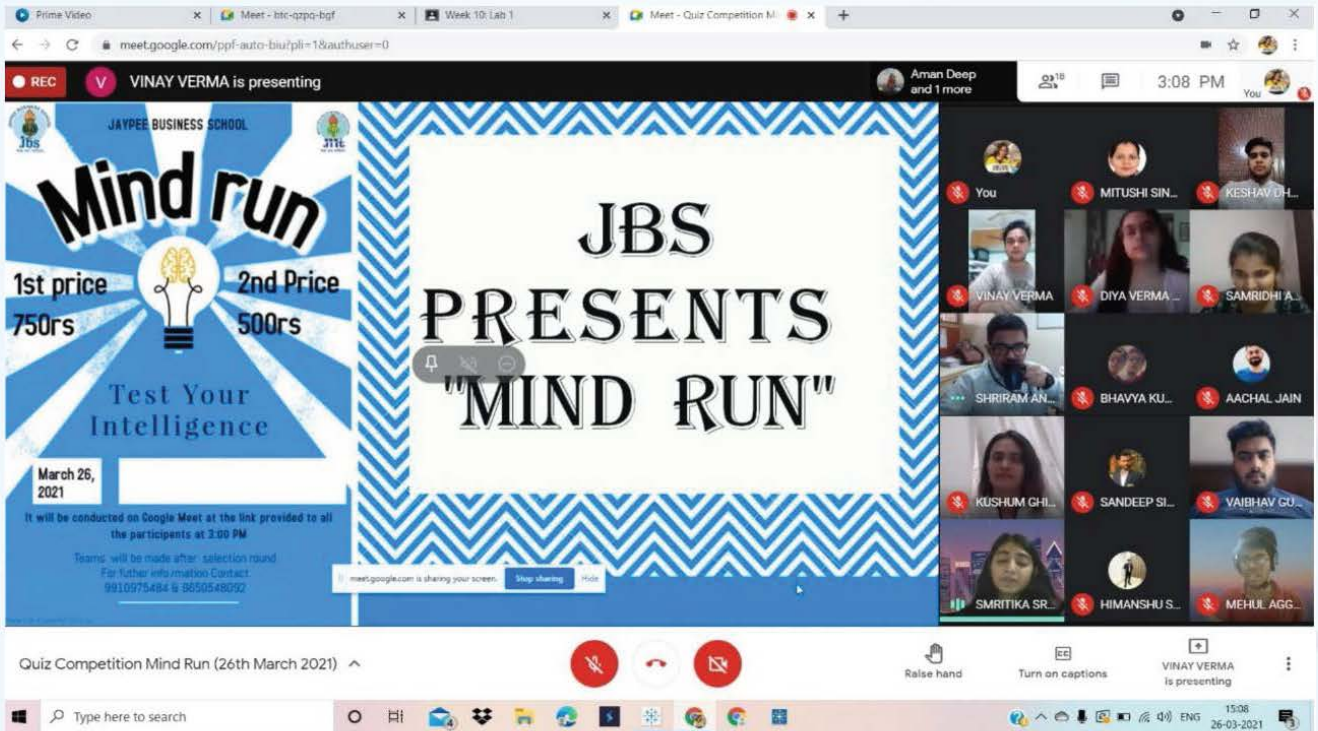 Prime Video
Meet - btc-qzpq-bgf
Week 10: Lab 1
Meet - Quiz Competition M
meet.google.com/ppf-auto-biu?pli=1&authuser=0
REC
V
VINAY VERMA is presenting
Aman Deep
and 1 more
18
3:08 PM
You
JAYPEE BUSINESS SCHOOL
Jbs
JIIT
Mind run
1st price
750rs
2nd Price
500rs
Test Your
Intelligence
March 26,
2021
It will be conducted on Google Meet at the link provided to all
the participants at 3:00 PM
Teams will be made after selection round
For futher information Contact
9910975484 & 8650548092
JBS
PRESENTS
"MIND RUN"
meet.google.com is sharing your screen.
Stop sharing
Hide
You
MITUSHI SIN...
KESHAV DH...
VINAY VERMA
DIYA VERMA ...
SAMRIDHI A...
SHRIRAM AN...
BHAVYA KU...
AACHAL JAIN
KUSHUM GHI...
SANDEEP SI...
VAIBHAV GU...
SMRITIKA SR...
HIMANSHU S...
MEHUL AGG...
Quiz Competition Mind Run (26th March 2021)
Raise hand
CC
Turn on captions
VINAY VERMA
is presenting
Type here to search
4
ENG
15:08
26-03-2021
3